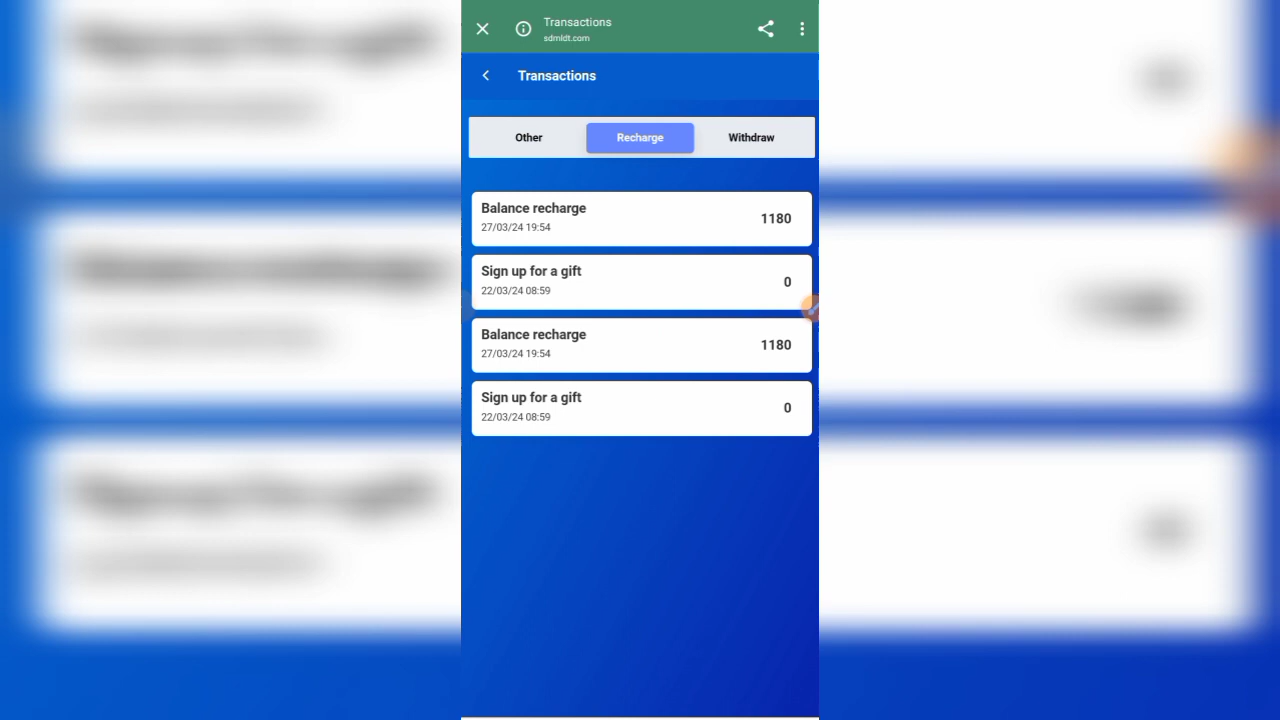 Transactions
sdmldt.com
Transactions
Other
Recharge
Withdraw
Balance recharge
27/03/24 19:54
1180
Sign up for a gift
22/03/24 08:59
0
Balance recharge
27/03/24 19:54
1180
Sign up for a gift
22/03/24 08:59
0